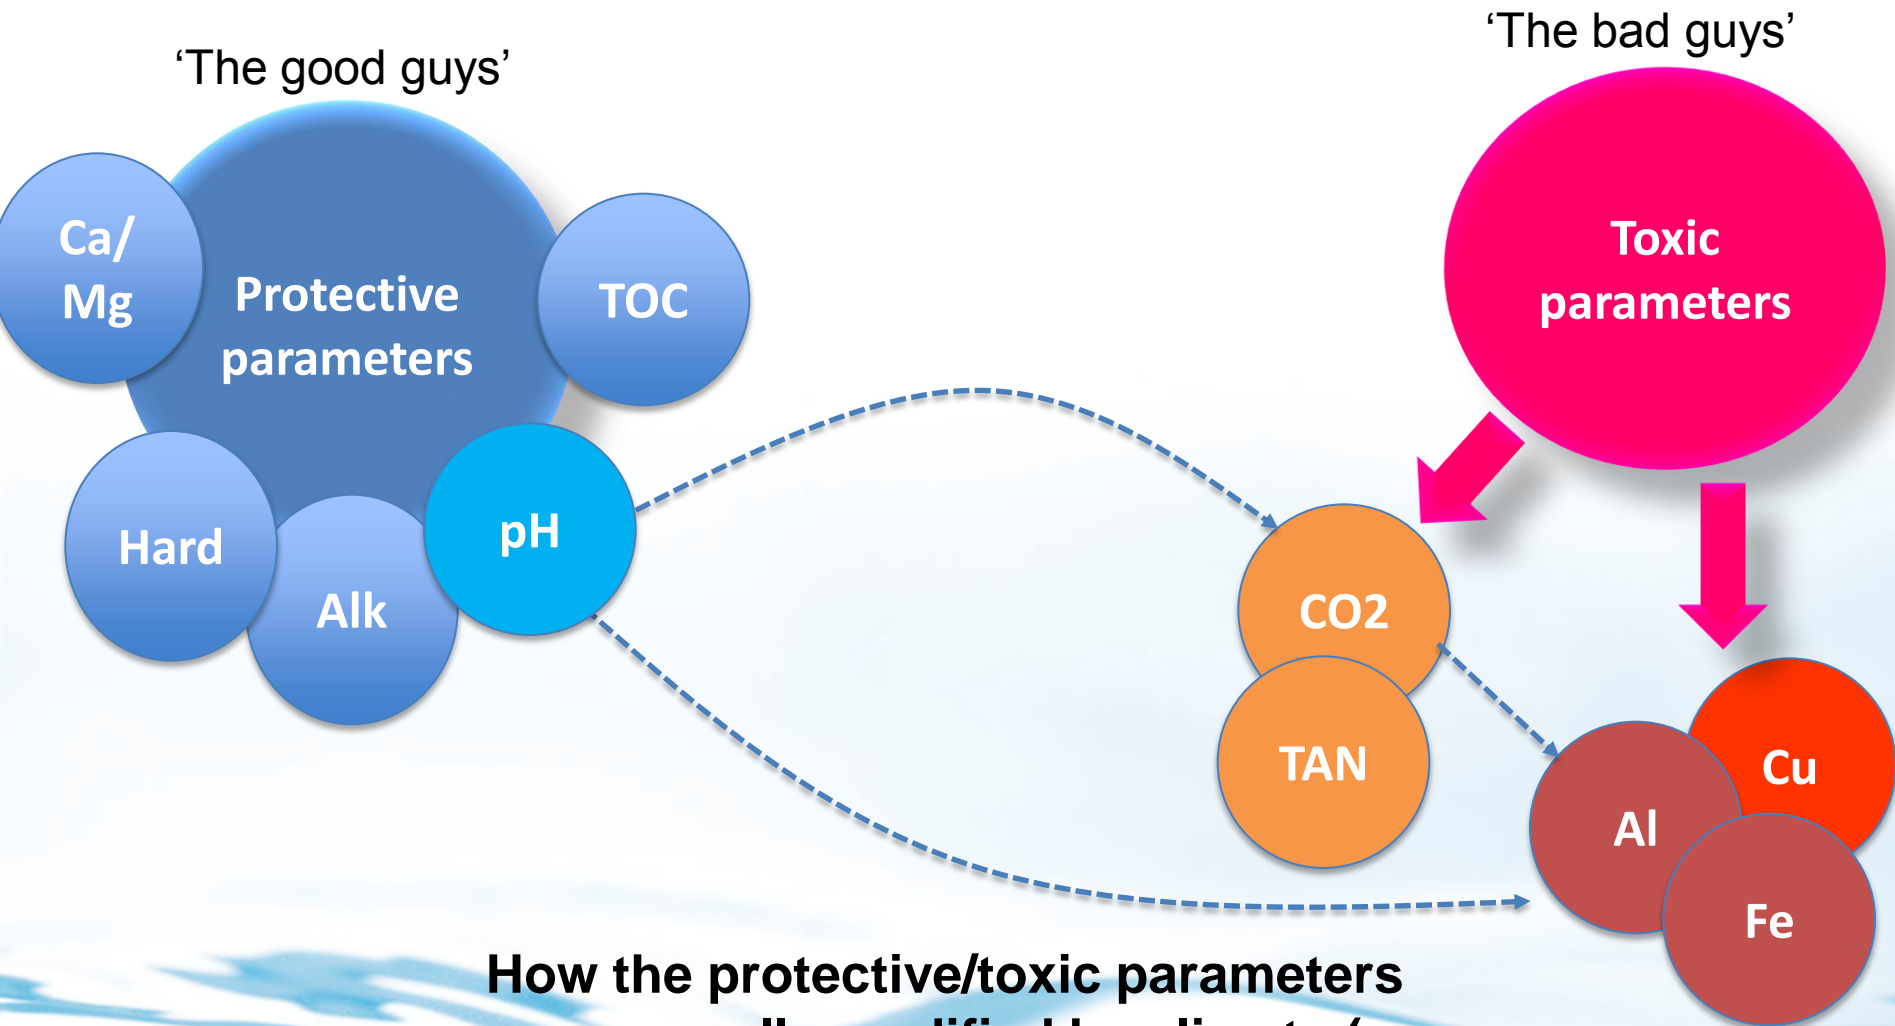 ‘The good guys’
‘The bad guys’
Ca/
Mg
Protective
parameters
TOC
Toxic
parameters
Hard
Alk
pH
CO2
TAN
Cu
Al
Fe
How the protective/toxic parameters